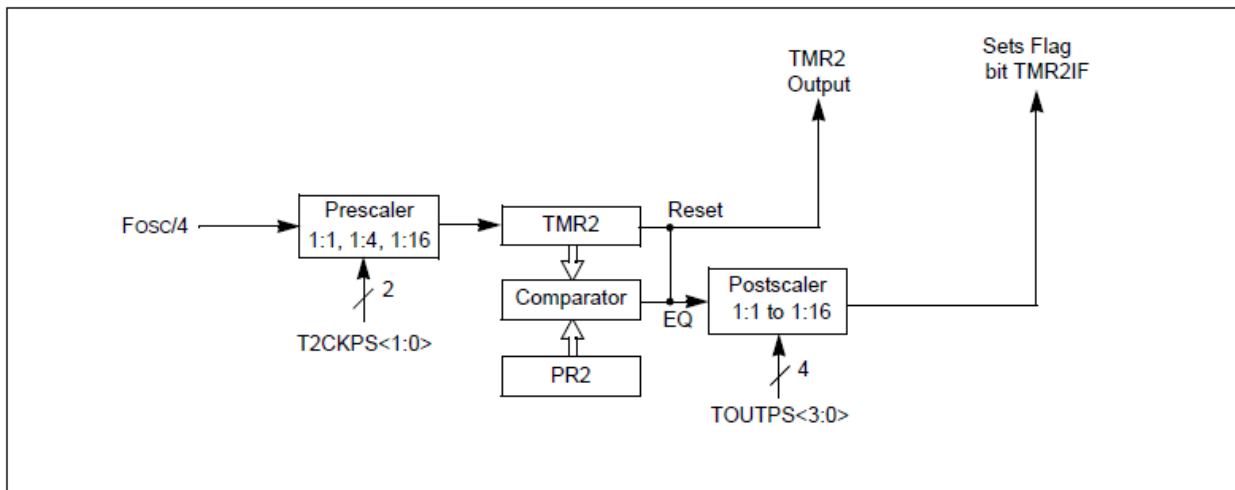 TMR2
Output
Sets Flag
bit TMR2IF
Fosc/4
Prescaler
1:1, 1:4, 1:16
2
T2CKPS<1:0>
TMR2
Reset
Comparator
EQ
PR2
Postscaler
1:1 to 1:16
4
TOUTPS<3:0>